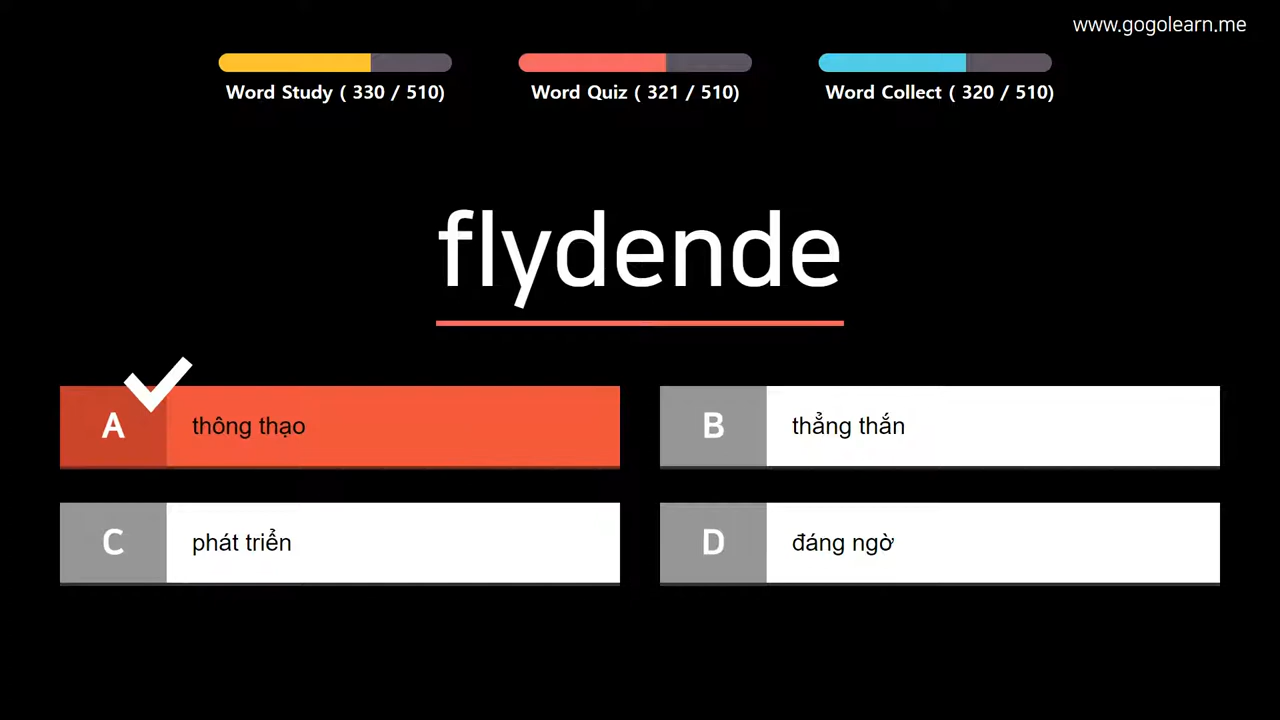 www.gogolearn.me
Word Study ( 330 / 510)
Word Quiz ( 321 / 510)
Word Collect ( 320 / 510)
flydende
A thông thạo
B thẳng thắn
C phát triển
D đáng ngờ